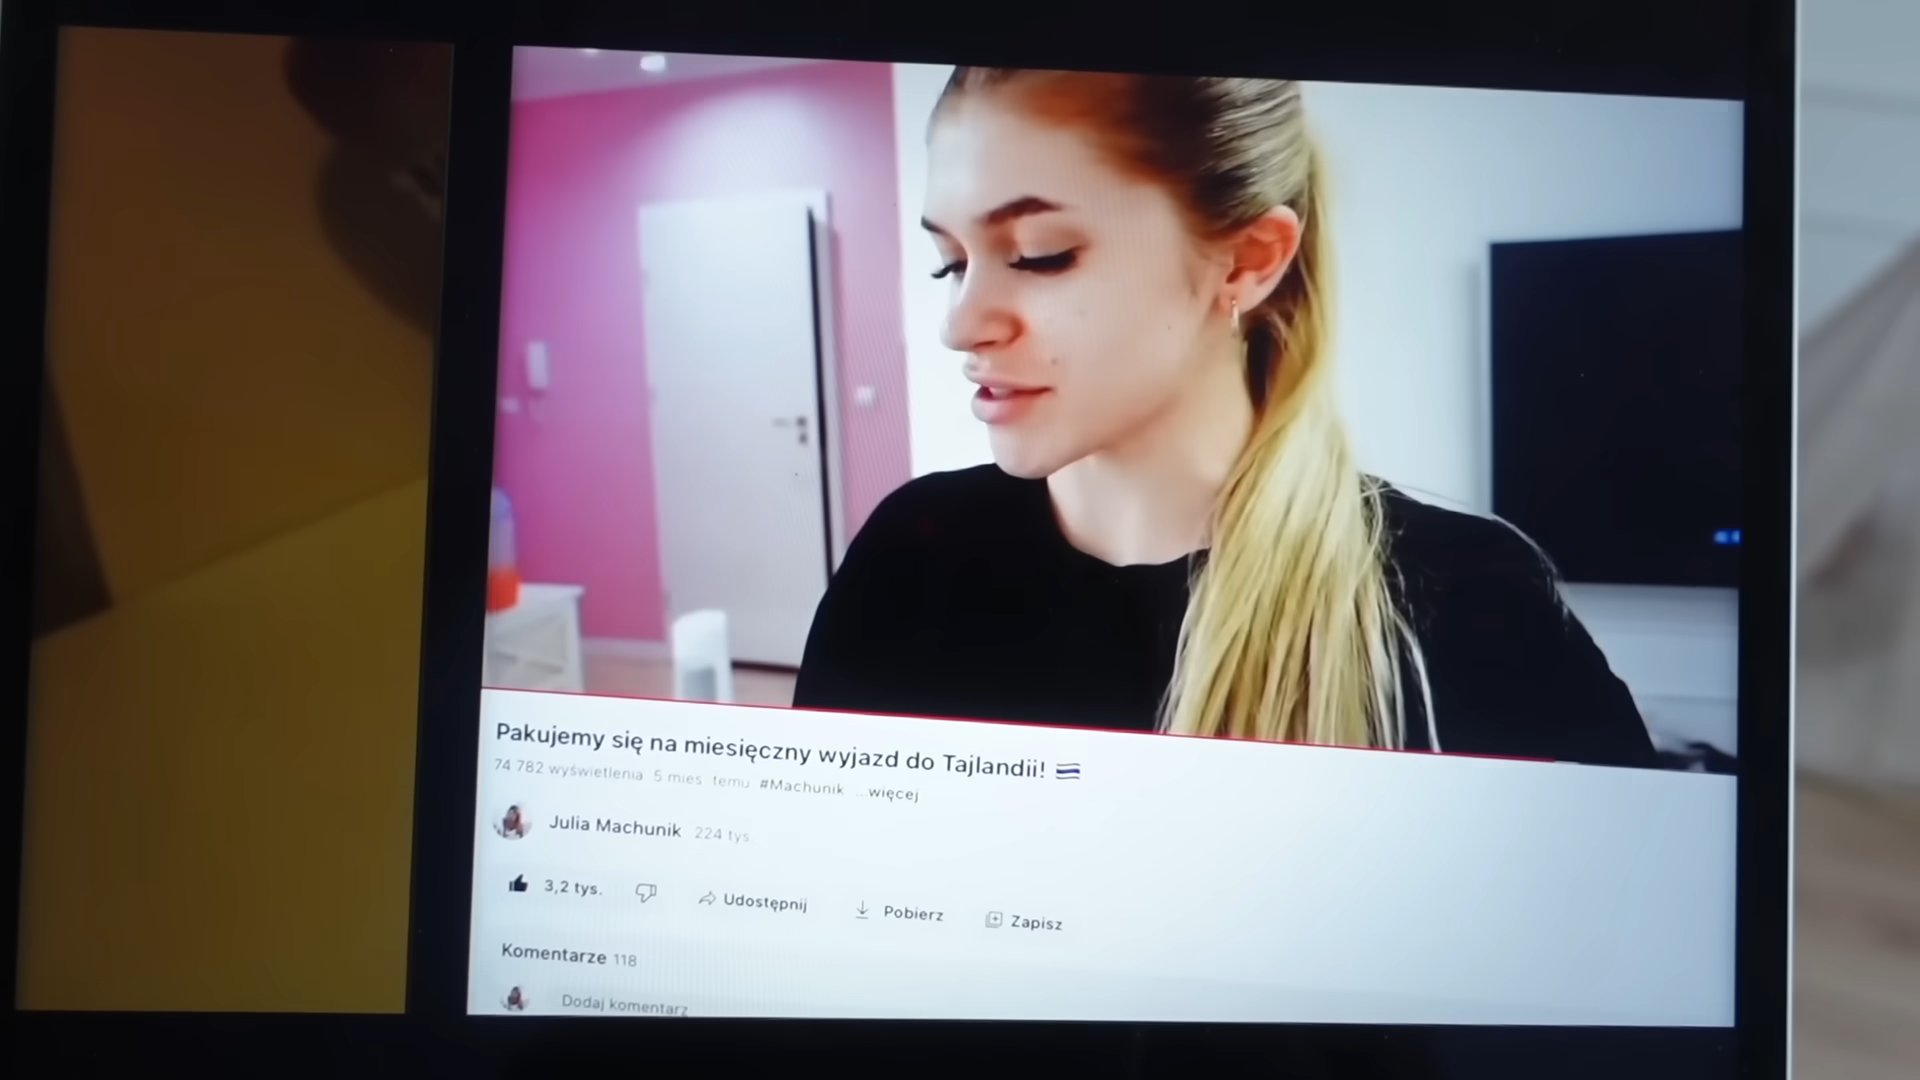 Pakujemy się na miesięczny wyjazd do Tajlandii!
74 782 wyświetlenia 5 mies. temu #Machunik ...więcej
Julia Machunik 224 tys.
3,2 tys. Udostępnij Pobierz Zapisz
Komentarze 118
Dodaj komentarz